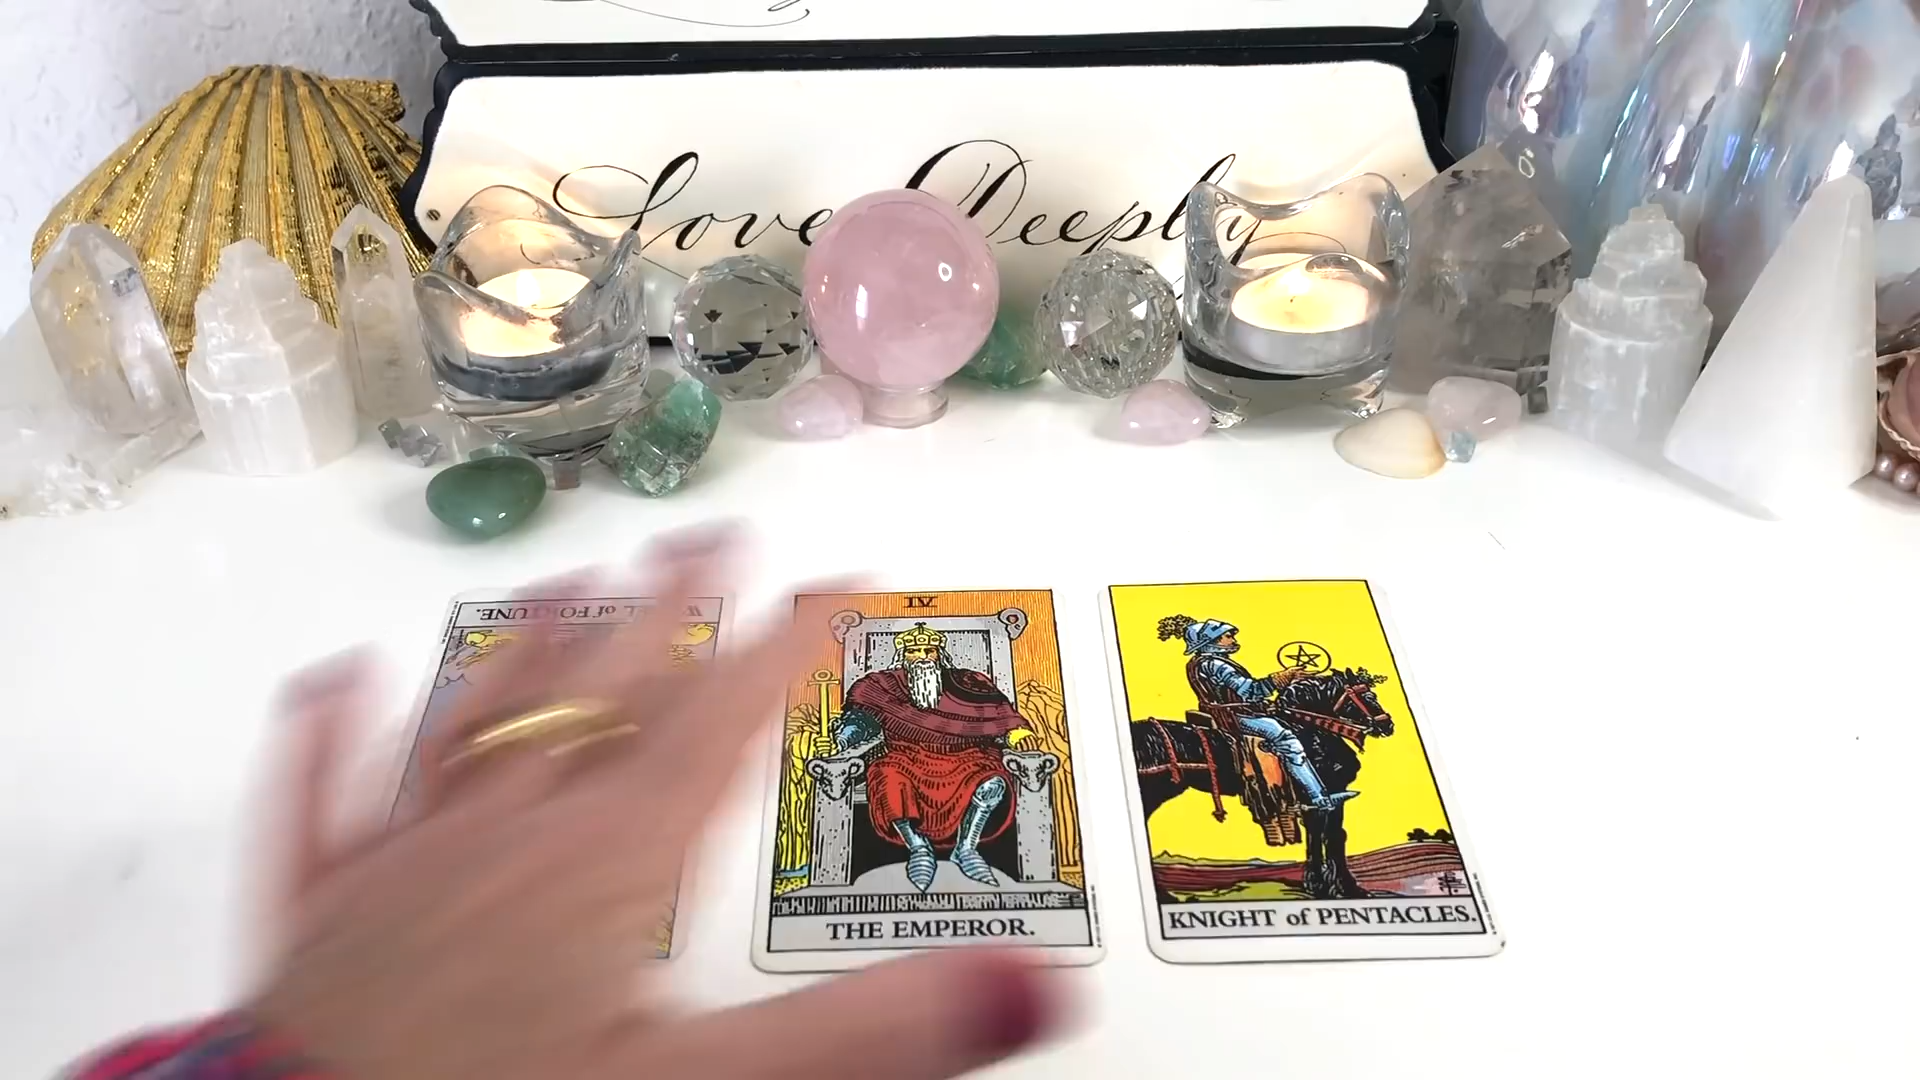 Love Deeply
WHEEL of FORTUNE.
IV
THE EMPEROR.
KNIGHT of PENTACLES.